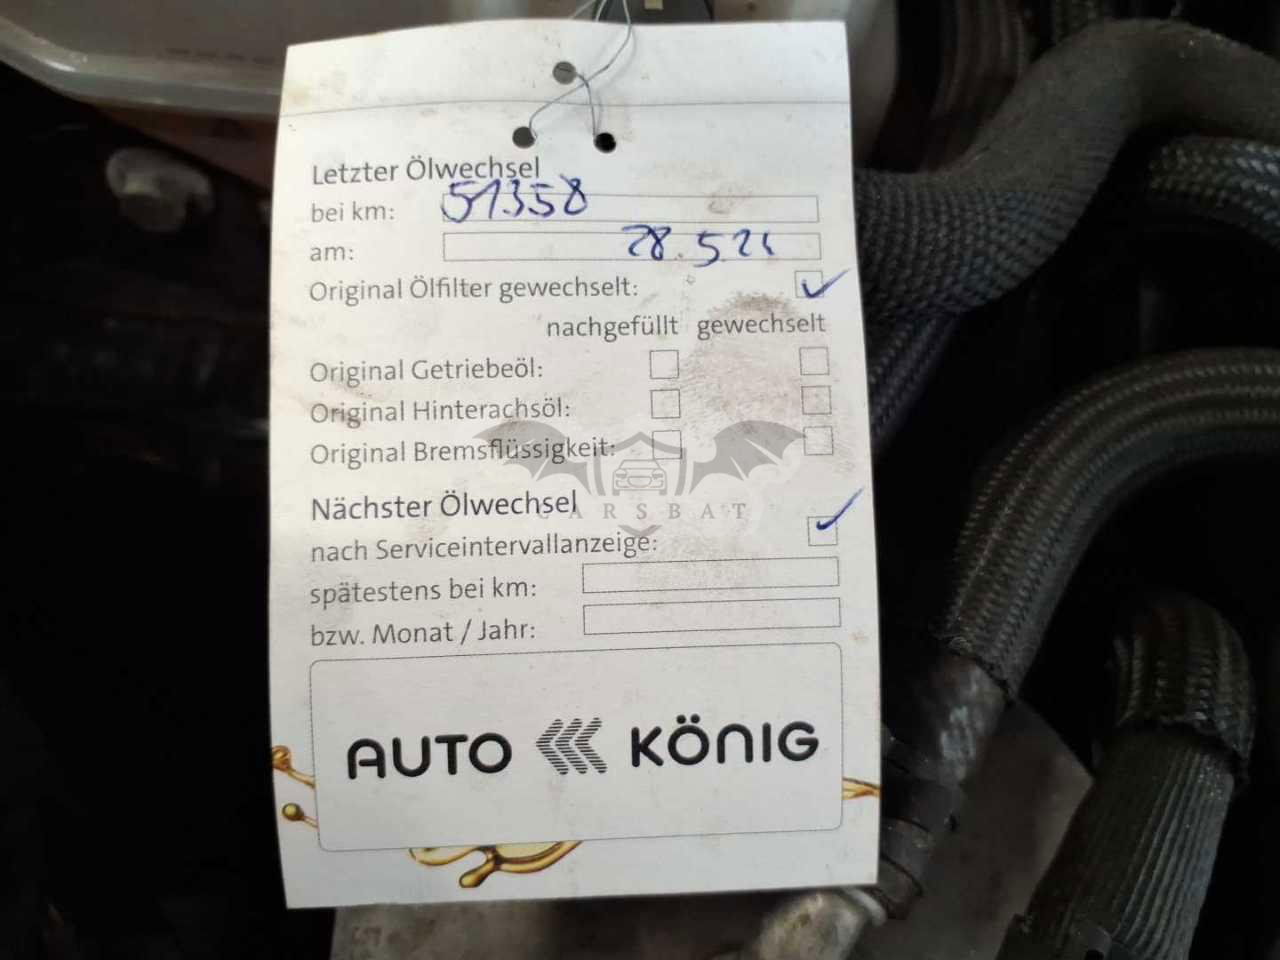 Letzter Ölwechsel
bei km: 51358
am: 28.5.21
Original Ölfilter gewechselt: ✓
nachgefüllt gewechselt
Original Getriebeöl:
Original Hinterachsöl:
Original Bremsflüssigkeit:
Nächster Ölwechsel
CARSBAT
nach Serviceintervallanzeige: ✓
spätestens bei km:
bzw. Monat / Jahr:
AUTO KÖNIG